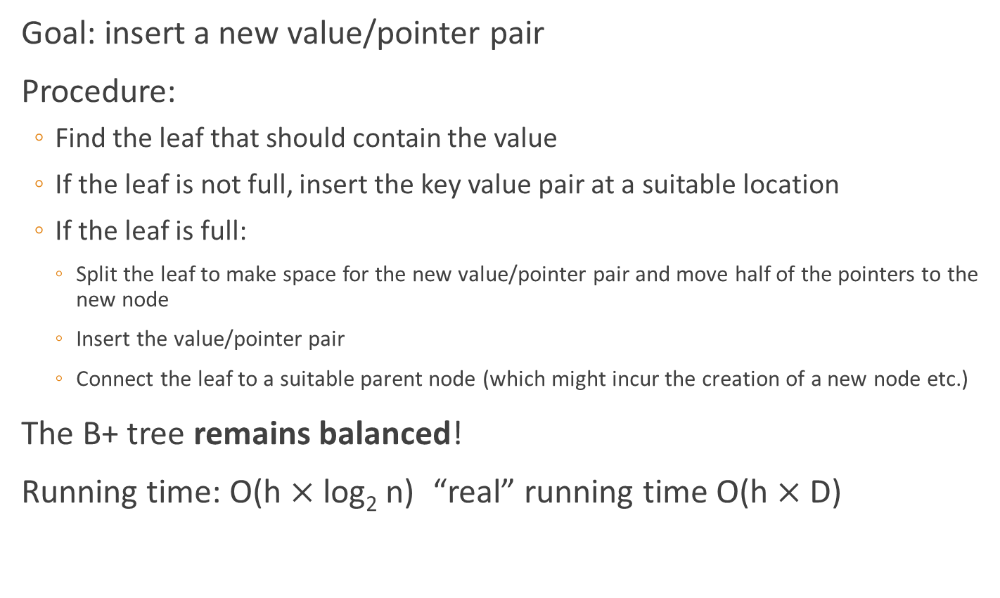 Goal: insert a new value/pointer pair
Procedure:
◦ Find the leaf that should contain the value
◦ If the leaf is not full, insert the key value pair at a suitable location
◦ If the leaf is full:
◦ Split the leaf to make space for the new value/pointer pair and move half of the pointers to the
new node
◦ Insert the value/pointer pair
◦ Connect the leaf to a suitable parent node (which might incur the creation of a new node etc.)
The B+ tree remains balanced!
Running time: O(h × log₂ n) “real” running time O(h × D)